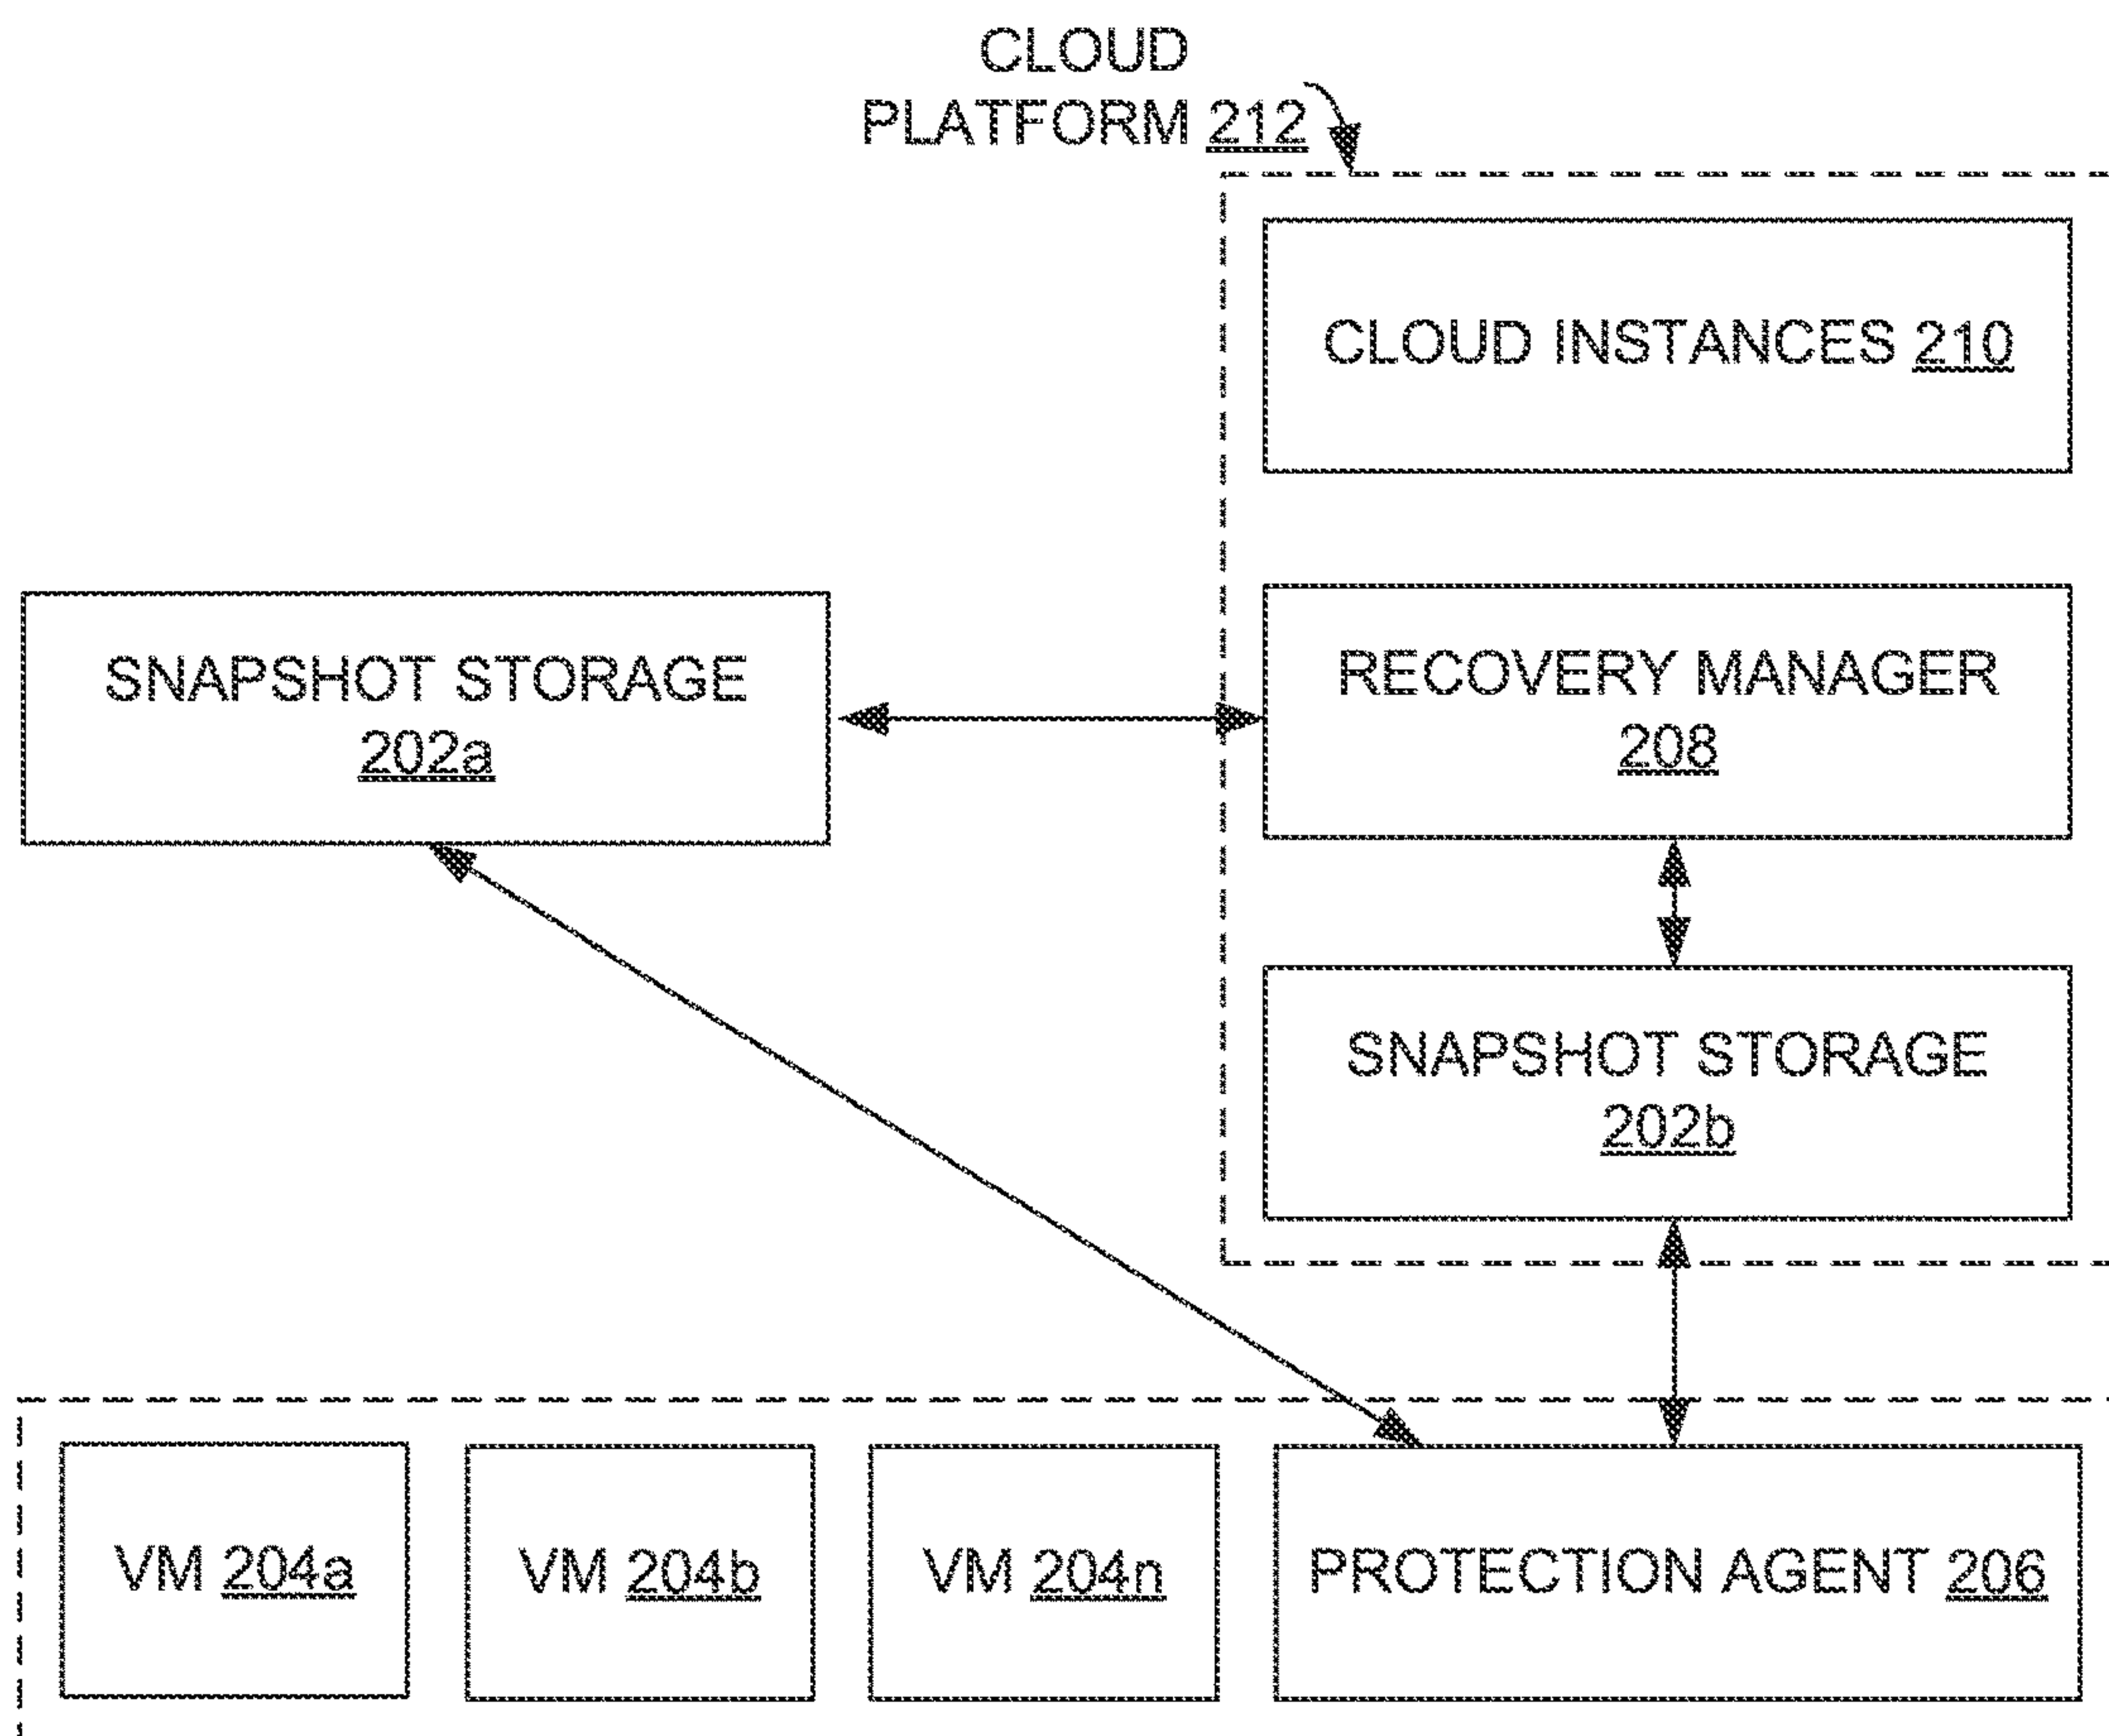 CLOUD
PLATFORM 212
CLOUD INSTANCES 210
SNAPSHOT STORAGE
202a
RECOVERY MANAGER
208
SNAPSHOT STORAGE
202b
VM 204a
VM 204b
VM 204n
PROTECTION AGENT 206